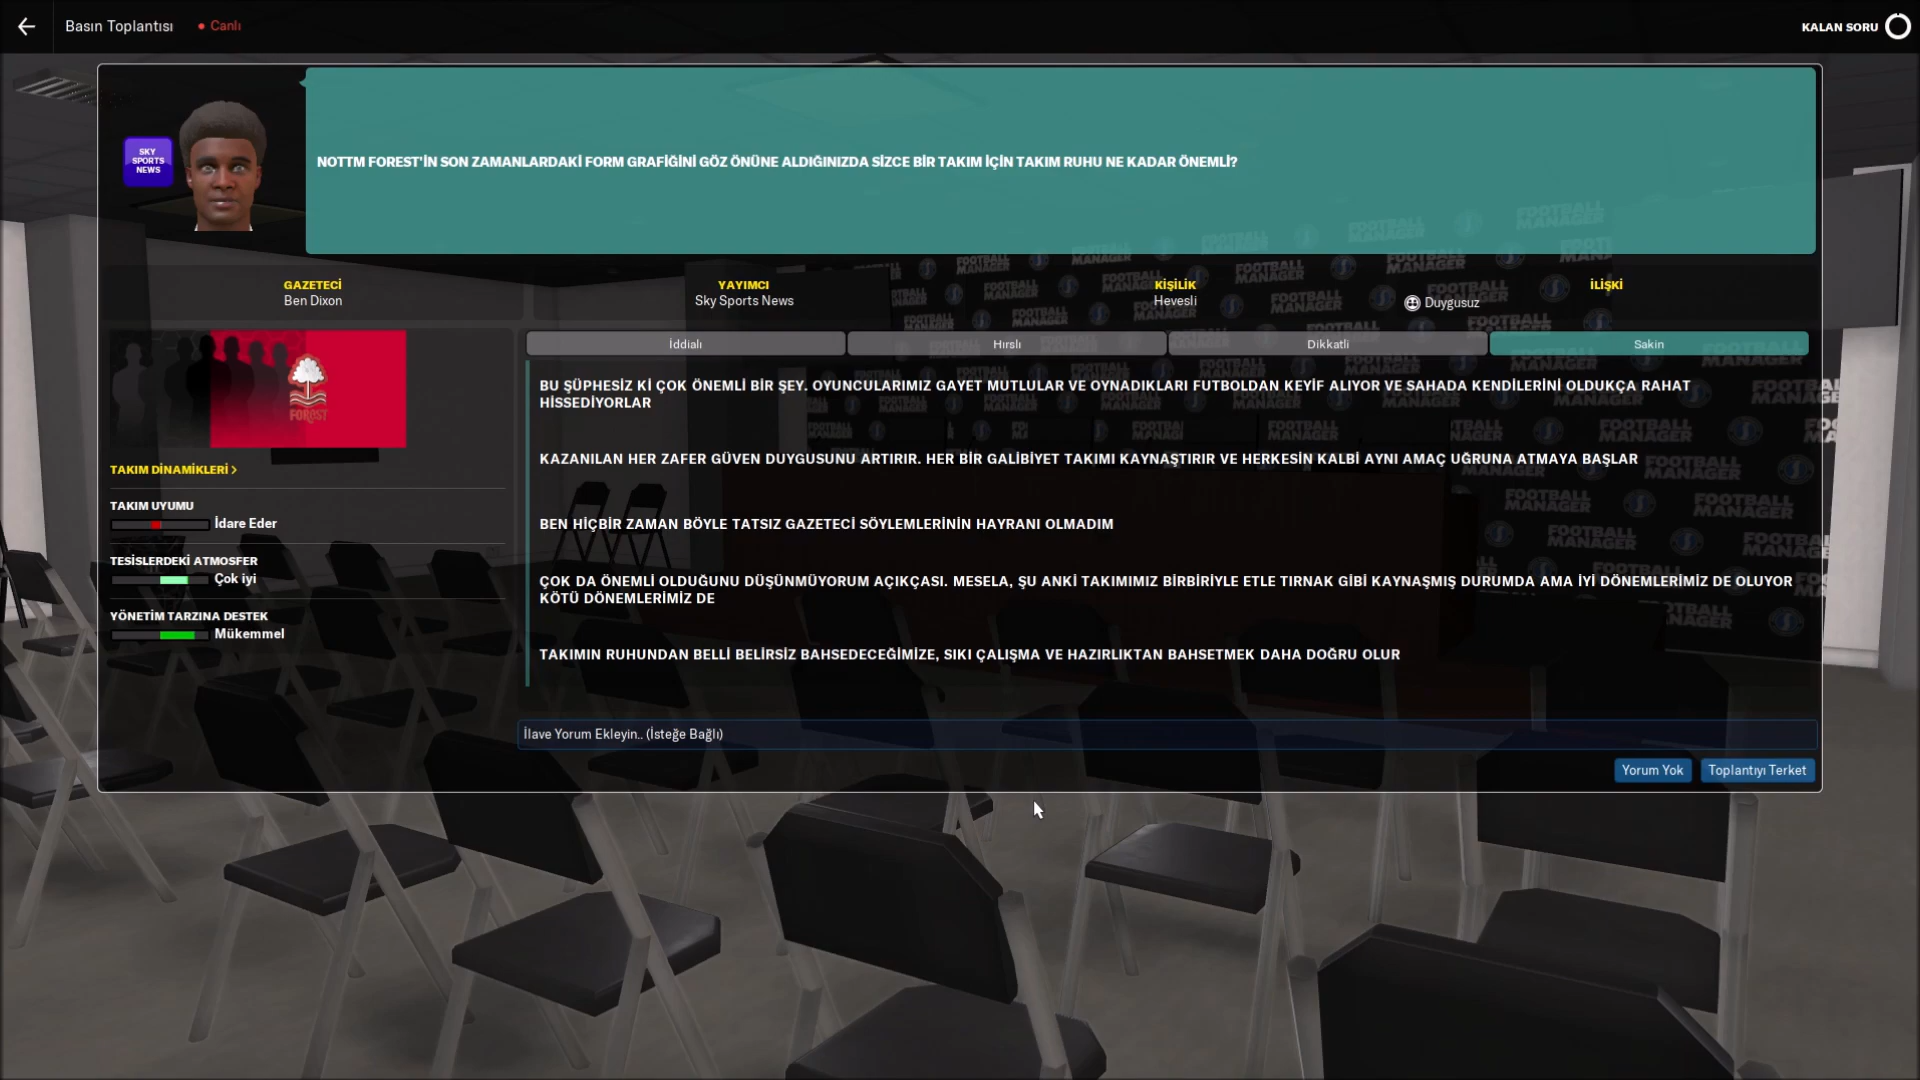 Basın Toplantısı
Canlı
KALAN SORU
SKY
SPORTS
NEWS
NOTTM FOREST'İN SON ZAMANLARDAKİ FORM GRAFİĞİNİ GÖZ ÖNÜNE ALDIĞINIZDA SİZCE BİR TAKIM İÇİN TAKIM RUHU NE KADAR ÖNEMLİ?
GAZETECİ
Ben Dixon
YAYIMCI
Sky Sports News
KİŞİLİK
Hevesli
İLİŞKİ
Duygusuz
FOREST
TAKIM DİNAMİKLERİ >
TAKIM UYUMU
İdare Eder
TESİSLERDEKİ ATMOSFER
Çok iyi
YÖNETİM TARZINA DESTEK
Mükemmel
İddialı
Hırslı
Dikkatli
Sakin
BU ŞÜPHESİZ Kİ ÇOK ÖNEMLİ BİR ŞEY. OYUNCULARIMIZ GAYET MUTLULAR VE OYNADIKLARI FUTBOLDAN KEYİF ALIYOR VE SAHADA KENDİLERİNİ OLDUKÇA RAHAT
HİSSEDİYORLAR
KAZANILAN HER ZAFER GÜVEN DUYGUSUNU ARTIRIR. HER BİR GALİBİYET TAKIMI KAYNAŞTIRIR VE HERKESİN KALBİ AYNI AMAÇ UĞRUNA ATMAYA BAŞLAR
BEN HİÇBİR ZAMAN BÖYLE TATSIZ GAZETECİ SÖYLEMLERİNİN HAYRANI OLMADIM
ÇOK DA ÖNEMLİ OLDUĞUNU DÜŞÜNMÜYORUM AÇIKÇASI. MESELA, ŞU ANKİ TAKIMIMIZ BİRBİRİYLE ETLE TIRNAK GİBİ KAYNAŞMIŞ DURUMDA AMA İYİ DÖNEMLERİMİZ DE OLUYOR
KÖTÜ DÖNEMLERİMİZ DE
TAKIMIN RUHUNDAN BELLİ BELİRSİZ BAHSEDECEĞİMİZE, SIKI ÇALIŞMA VE HAZIRLIKTAN BAHSETMEK DAHA DOĞRU OLUR
İlave Yorum Ekleyin.. (İsteğe Bağlı)
Yorum Yok
Toplantıyı Terket
FOOTBALL
MANAGER